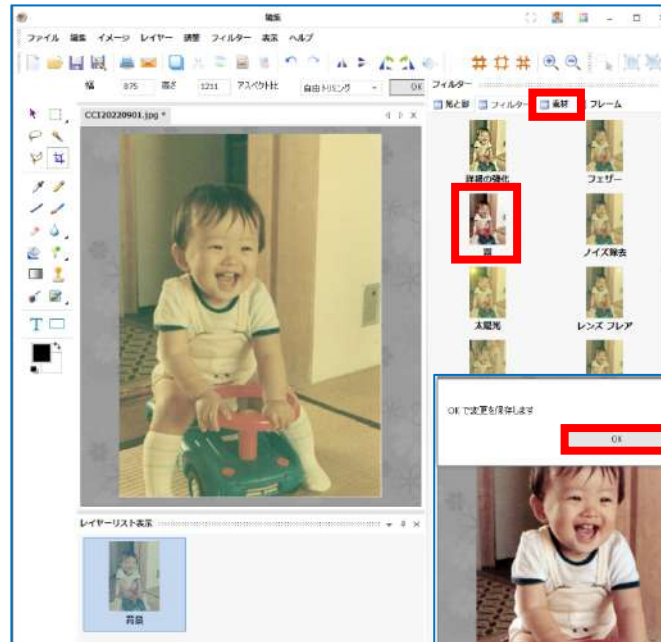 編集
ファイル 編集 イメージ レイヤー 調整 フィルター 表示 ヘルプ
幅 875 高さ 1211 アスペクト比 自由トリミング OK
フィルター
CCI20220901.jpg *
光と影 フィルター 素材 フレーム
詳細の強化 フェザー
霞 ノイズ除去
太陽光 レンズ フレア
OK で変更を保存します
OK
レイヤーリスト表示
背景
T